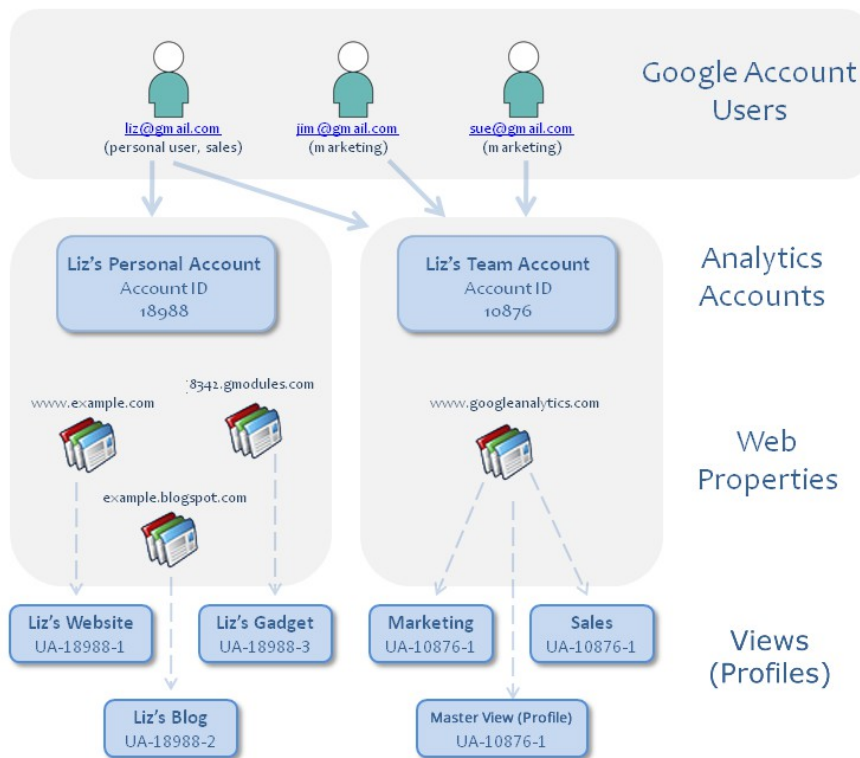 Google Account
Users
liz@gmail.com
(personal user, sales)
jim@gmail.com
(marketing)
sue@gmail.com
(marketing)
Liz's Personal Account
Account ID
18988
Liz's Team Account
Account ID
10876
Analytics
Accounts
www.example.com
8342.gmodules.com
example.blogspot.com
www.googleanalytics.com
Web
Properties
Liz's Website
UA-18988-1
Liz's Gadget
UA-18988-3
Marketing
UA-10876-1
Sales
UA-10876-1
Liz's Blog
UA-18988-2
Master View (Profile)
UA-10876-1
Views
(Profiles)